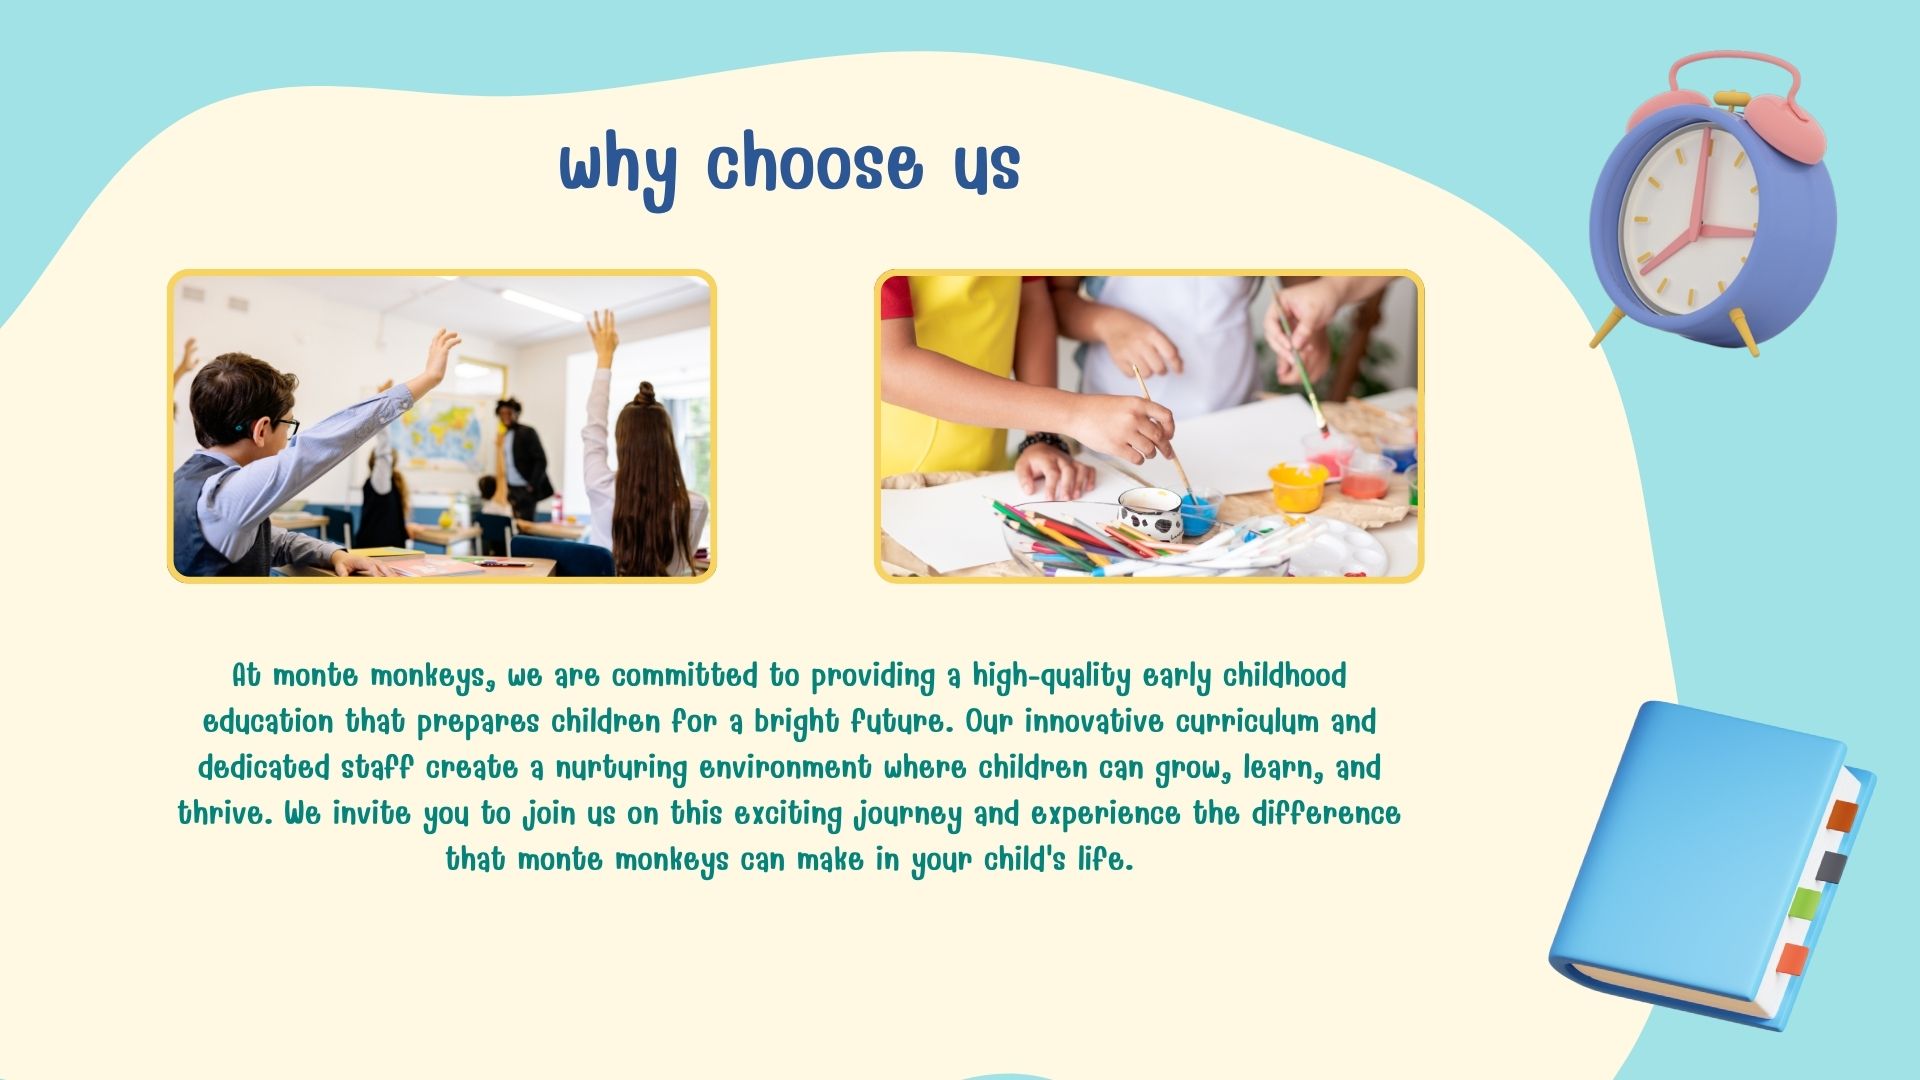 why choose us
At monte monkeys, we are committed to providing a high-quality early childhood
education that prepares children for a bright future. Our innovative curriculum and
dedicated staff create a nurturing environment where children can grow, learn, and
thrive. We invite you to join us on this exciting journey and experience the difference
that monte monkeys can make in your child's life.